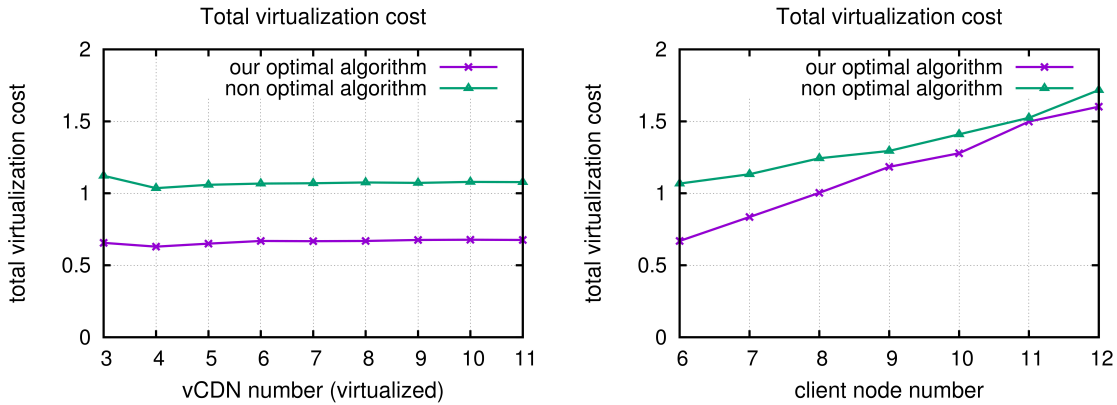 Total virtualization cost
2
1.5
1
0.5
0
total virtualization cost
our optimal algorithm
non optimal algorithm
3 4 5 6 7 8 9 10 11
vCDN number (virtualized)
Total virtualization cost
2
1.5
1
0.5
0
total virtualization cost
our optimal algorithm
non optimal algorithm
6 7 8 9 10 11 12
client node number